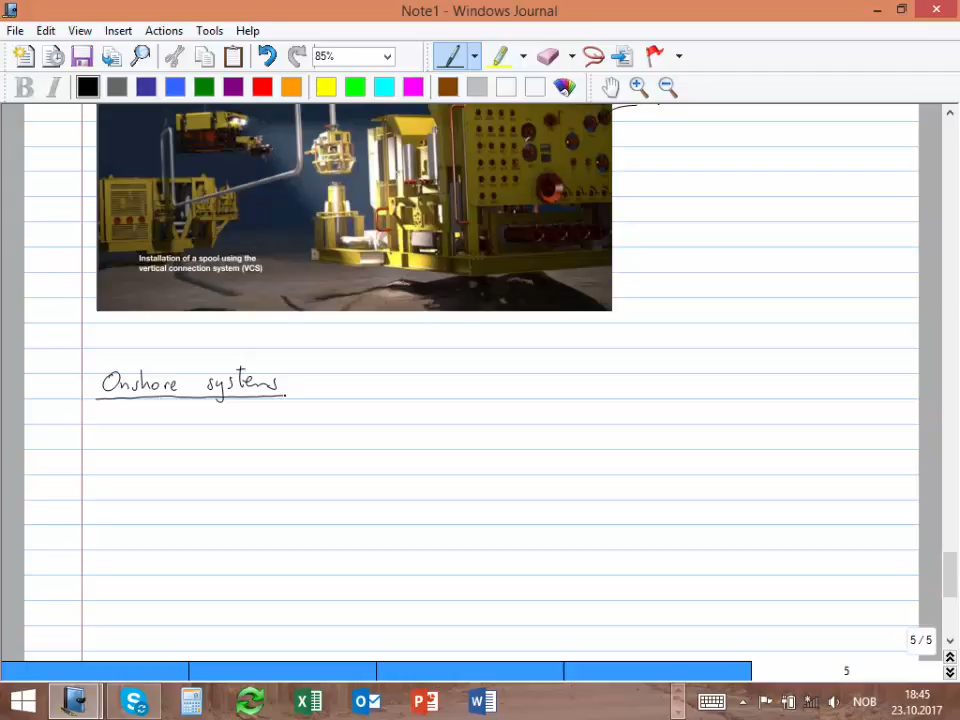 Note1 - Windows Journal
File Edit View Insert Actions Tools Help
85%
B I
Installation of a spool using the
vertical connection system (VCS)
Onshore systems
5 / 5
5
NOB
18:45
23.10.2017